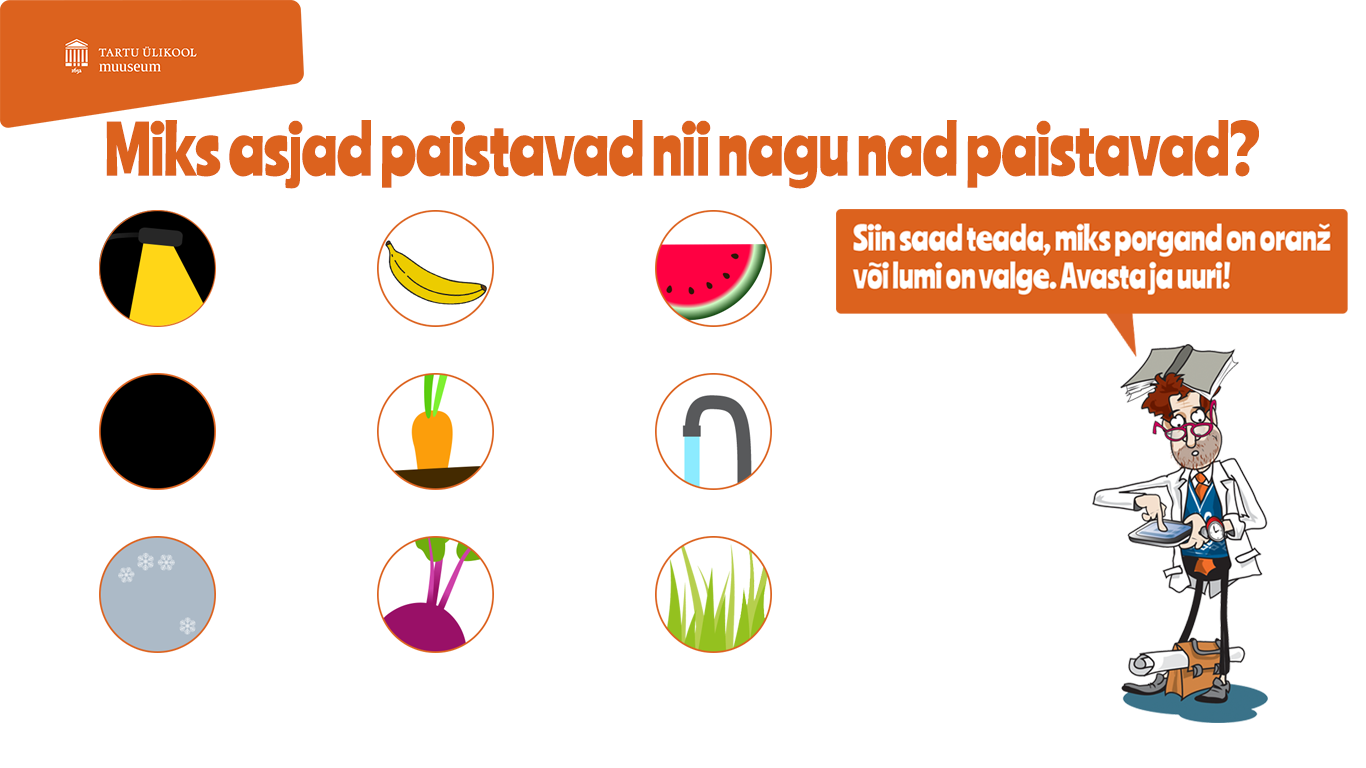 TARTU ÜLIKOOL
muuseum
1632
Miks asjad paistavad nii nagu nad paistavad?
Siin saad teada, miks porgand on oranž
või lumi on valge. Avasta ja uuri!